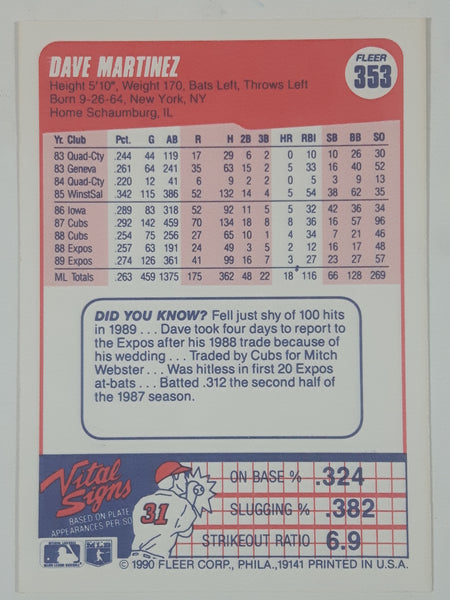 DAVE MARTINEZ
FLEER
353
Height 5'10", Weight 170, Bats Left, Throws Left
Born 9-26-64, New York, NY
Home Schaumburg, IL
Yr. Club Pct. G AB R H 2B 3B HR RBI SB BB SO
83 Quad-Cty .244 44 119 17 29 6 2 0 10 10 26 30
83 Geneva .261 64 241 35 63 15 2 5 33 16 40 52
84 Quad-Cty .220 12 41 6 9 2 2 0 5 3 9 13
85 WinstSal .342 115 386 52 132 14 4 5 54 38 62 35
86 Iowa .289 83 318 52 92 11 5 5 32 42 36 34
87 Cubs .292 142 459 70 134 18 8 8 36 16 57 96
88 Cubs .254 75 256 27 65 10 1 4 34 7 21 46
88 Expos .257 63 191 24 49 3 5 2 12 16 17 48
89 Expos .274 126 361 41 99 16 7 3 27 23 27 57
ML Totals .263 459 1375 175 362 48 22 18 116 66 128 269
DID YOU KNOW? Fell just shy of 100 hits
in 1989 . . . Dave took four days to report to
the Expos after his 1988 trade because of
his wedding . . . Traded by Cubs for Mitch
Webster . . . Was hitless in first 20 Expos
at-bats . . . Batted .312 the second half of
the 1987 season.
Vital
Signs
BASED ON PLATE
APPEARANCES PER SO
31
ON BASE % .324
SLUGGING % .382
STRIKEOUT RATIO 6.9
© 1990 FLEER CORP., PHILA., 19141 PRINTED IN U.S.A.